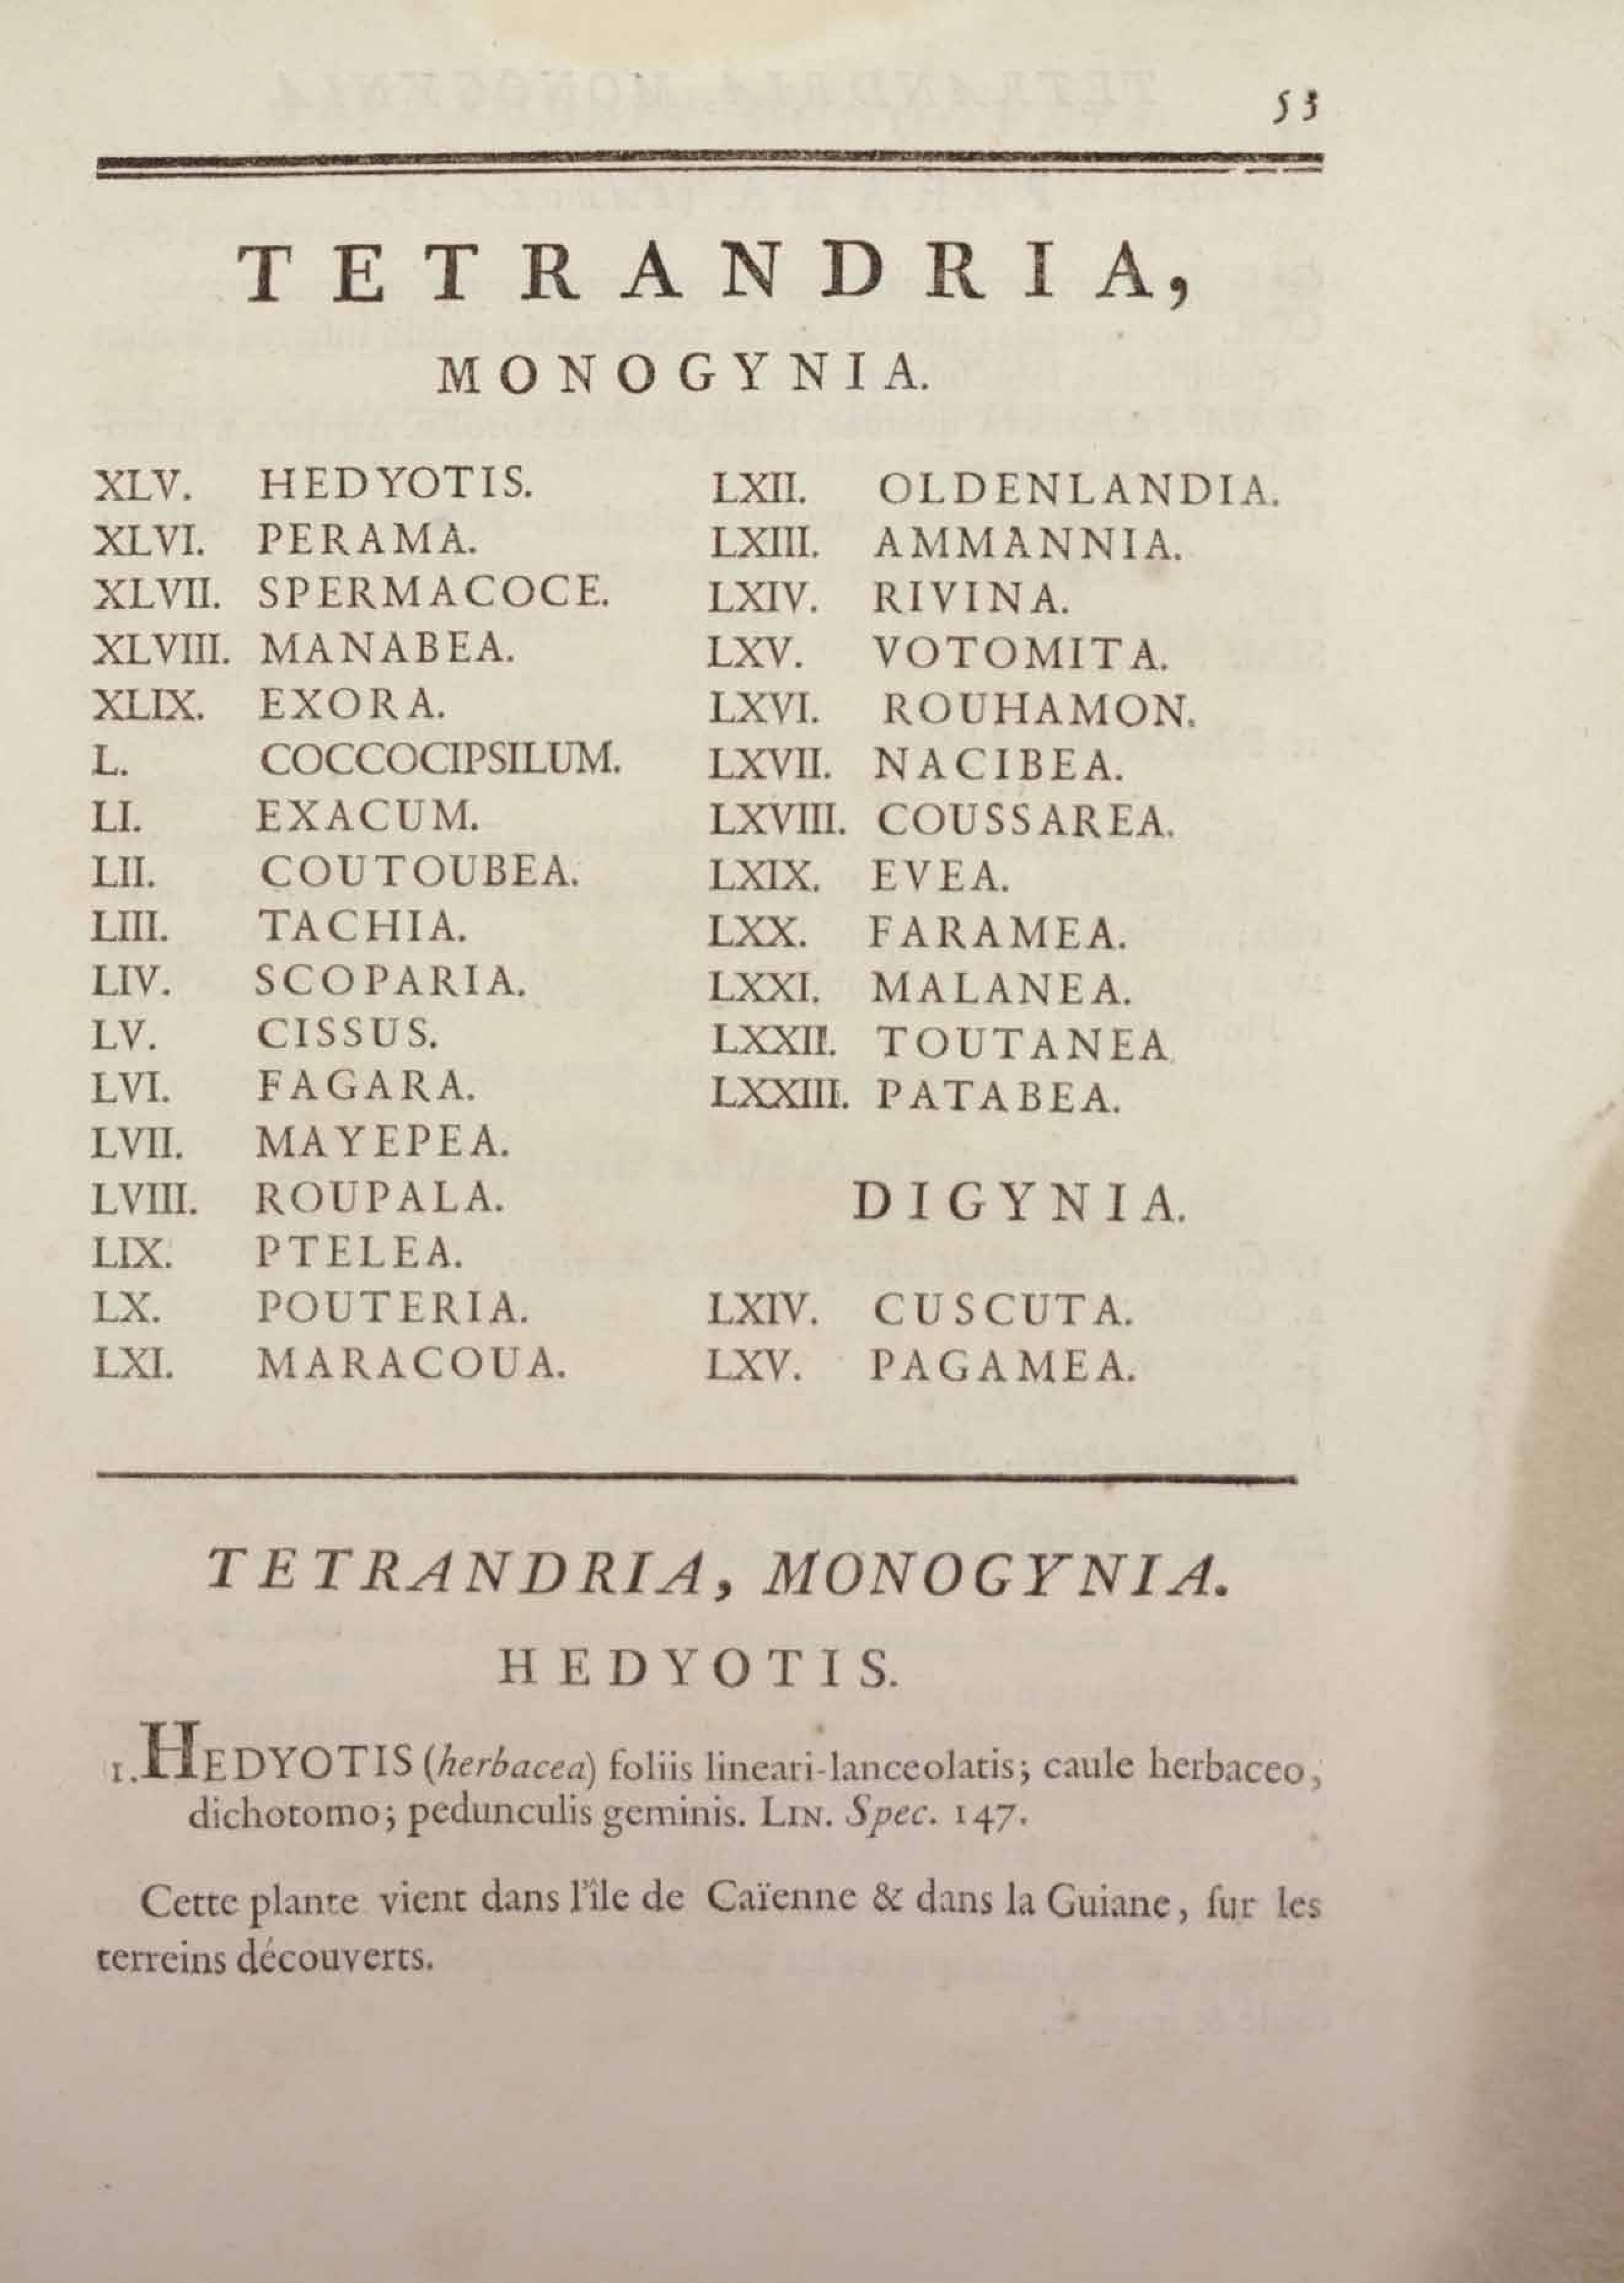 53
TETRANDRIA,
MONOGYNIA.
XLV. HEDYOTIS.
XLVI. PERAMA.
XLVII. SPERMACOCE.
XLVIII. MANABEA.
XLIX. EXORA.
L. COCCOCIPSILUM.
LI. EXACUM.
LII. COUTOUBEA.
LIII. TACHIA.
LIV. SCOPARIA.
LV. CISSUS.
LVI. FAGARA.
LVII. MAYEPEA.
LVIII. ROUPALA.
LIX. PTELEA.
LX. POUTERIA.
LXI. MARACOUA.
LXII. OLDENLANDIA.
LXIII. AMMANNIA.
LXIV. RIVINA.
LXV. VOTOMITA.
LXVI. ROUHAMON.
LXVII. NACIBEA.
LXVIII. COUSSAREA.
LXIX. EVEA.
LXX. FARAMEA.
LXXI. MALANEA.
LXXII. TOUTANEA.
LXXIII. PATABEA.
DIGYNIA.
LXIV. CUSCUTA.
LXV. PAGAMEA.
TETRANDRIA, MONOGYNIA.
HEDYOTIS.
1. HEDYOTIS (herbacea) foliis lineari-lanceolatis; caule herbaceo,
dichotomo; pedunculis geminis. LIN. Spec. 147.
Cette plante vient dans l'île de Caïenne & dans la Guiane, ſur les
terreins découverts.